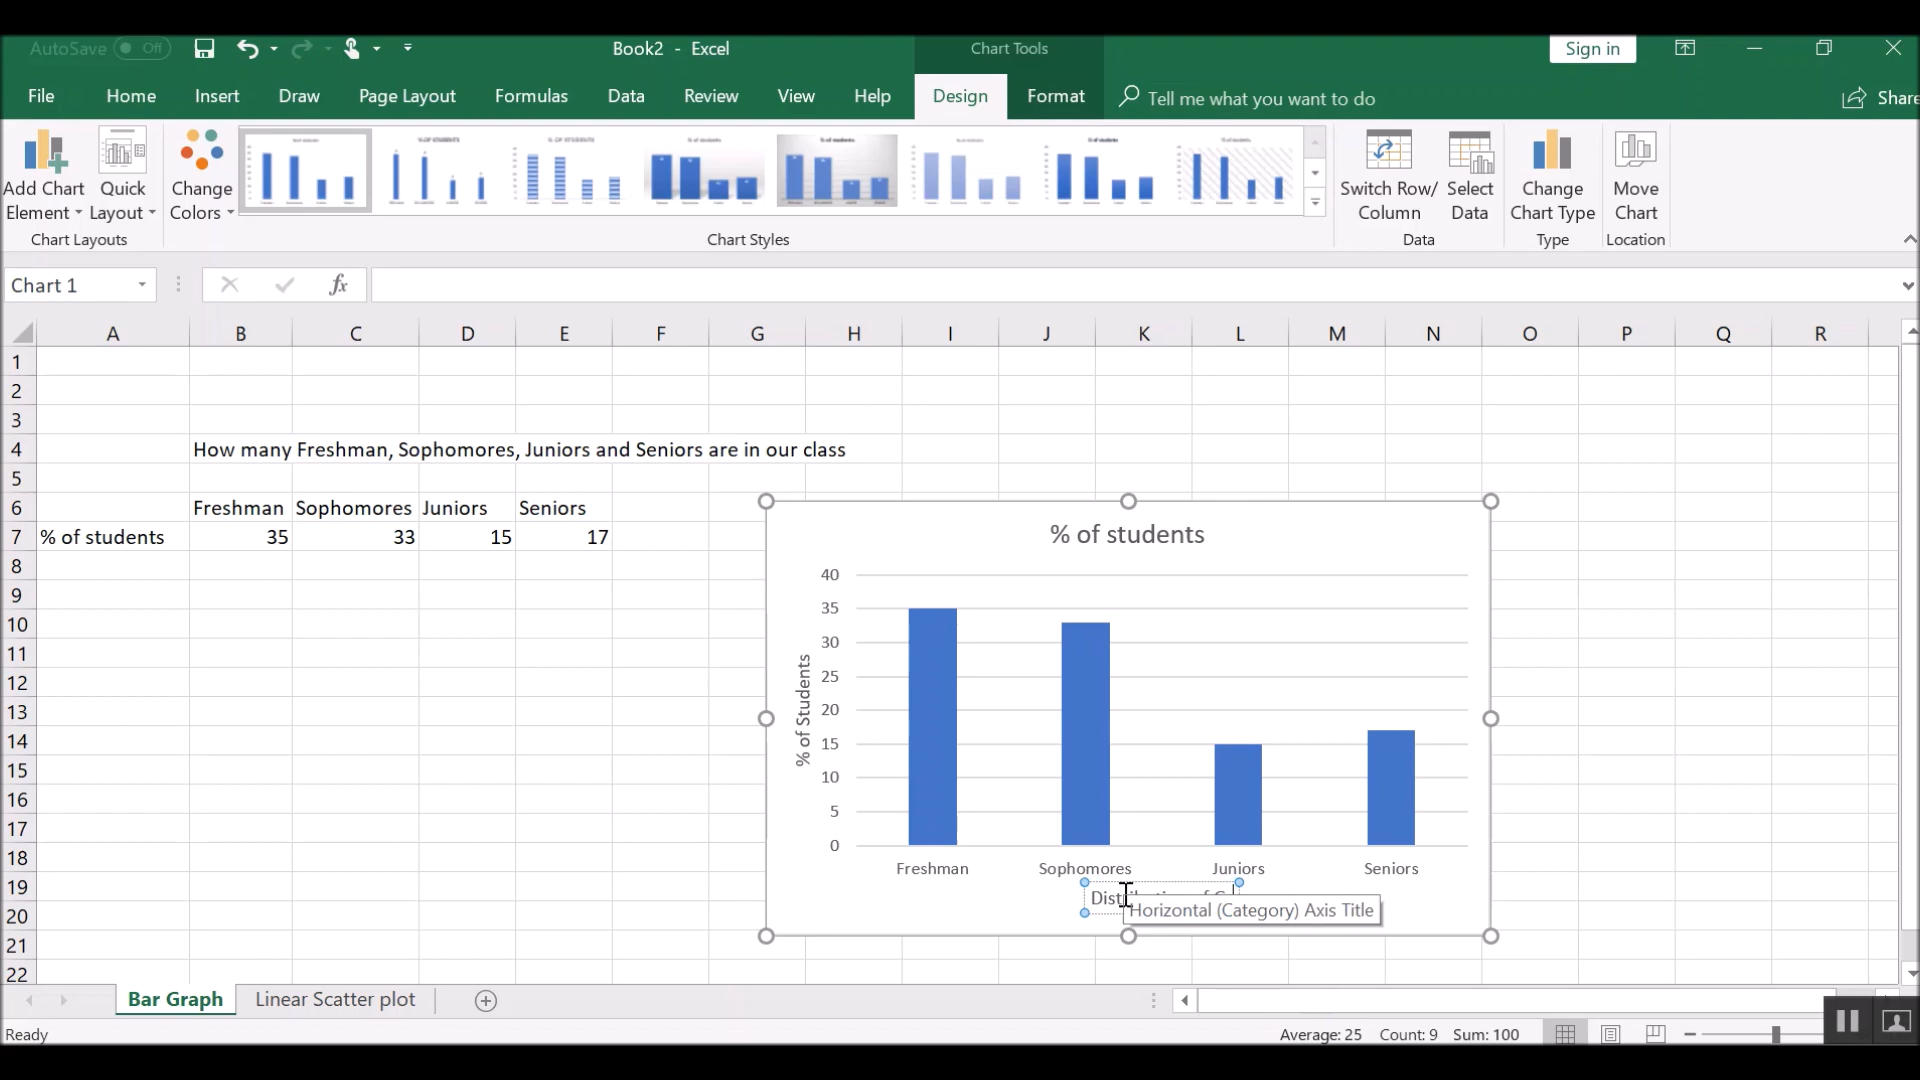 AutoSave Off
Book2 - Excel
Chart Tools
Sign in
File Home Insert Draw Page Layout Formulas Data Review View Help Design Format Tell me what you want to do Share
Add Chart Element
Quick Layout
Change Colors
Switch Row/ Column
Select Data
Change Chart Type
Move Chart
Chart Layouts
Chart Styles
Data
Type
Location
Chart 1
fx
A B C D E F G H I J K L M N O P Q R
1
2
3
4 How many Freshman, Sophomores, Juniors and Seniors are in our class
5
6 Freshman Sophomores Juniors Seniors
7 % of students 35 33 15 17
8
9
10
11
12
13
14
15
16
17
18
19
20
21
22
% of students
40
35
30
25
20
15
10
5
0
% of Students
Freshman Sophomores Juniors Seniors
Horizontal (Category) Axis Title
Bar Graph Linear Scatter plot
Ready
Average: 25 Count: 9 Sum: 100